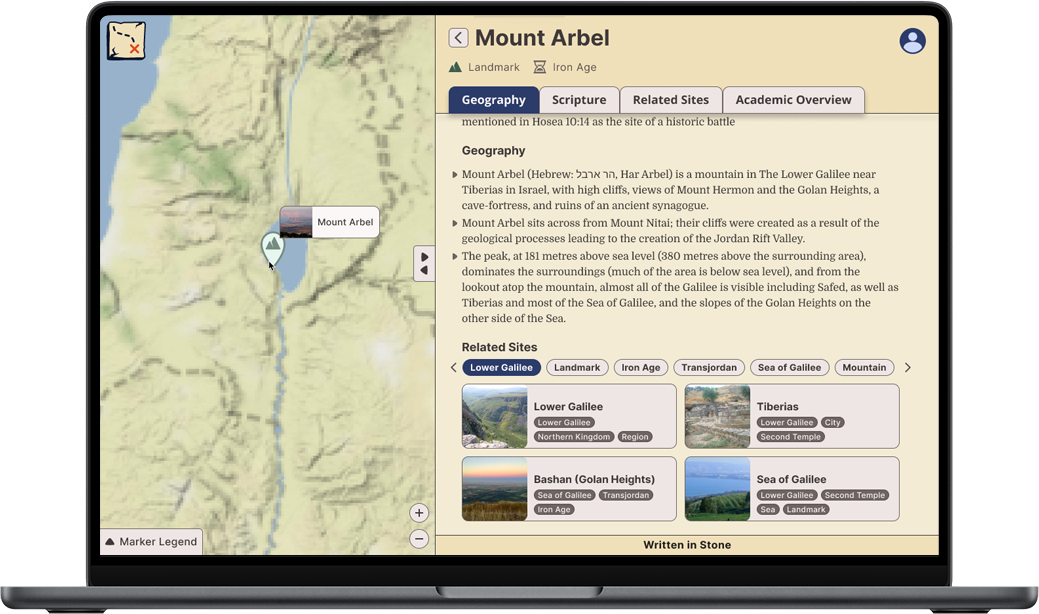 Mount Arbel
Landmark
Iron Age
Geography
Scripture
Related Sites
Academic Overview
mentioned in Hosea 10:14 as the site of a historic battle
Geography
Mount Arbel (Hebrew: הר ארבל, Har Arbel) is a mountain in The Lower Galilee near
Tiberias in Israel, with high cliffs, views of Mount Hermon and the Golan Heights, a
cave-fortress, and ruins of an ancient synagogue.
Mount Arbel sits across from Mount Nitai; their cliffs were created as a result of the
geological processes leading to the creation of the Jordan Rift Valley.
The peak, at 181 metres above sea level (380 metres above the surrounding area),
dominates the surroundings (much of the area is below sea level), and from the
lookout atop the mountain, almost all of the Galilee is visible including Safed, as well as
Tiberias and most of the Sea of Galilee, and the slopes of the Golan Heights on the
other side of the Sea.
Related Sites
Lower Galilee
Landmark
Iron Age
Transjordan
Sea of Galilee
Mountain
Lower Galilee
Lower Galilee
Northern Kingdom Region
Tiberias
Lower Galilee City
Second Temple
Bashan (Golan Heights)
Sea of Galilee Transjordan
Iron Age
Sea of Galilee
Lower Galilee Second Temple
Sea Landmark
Written in Stone
Mount Arbel
Marker Legend